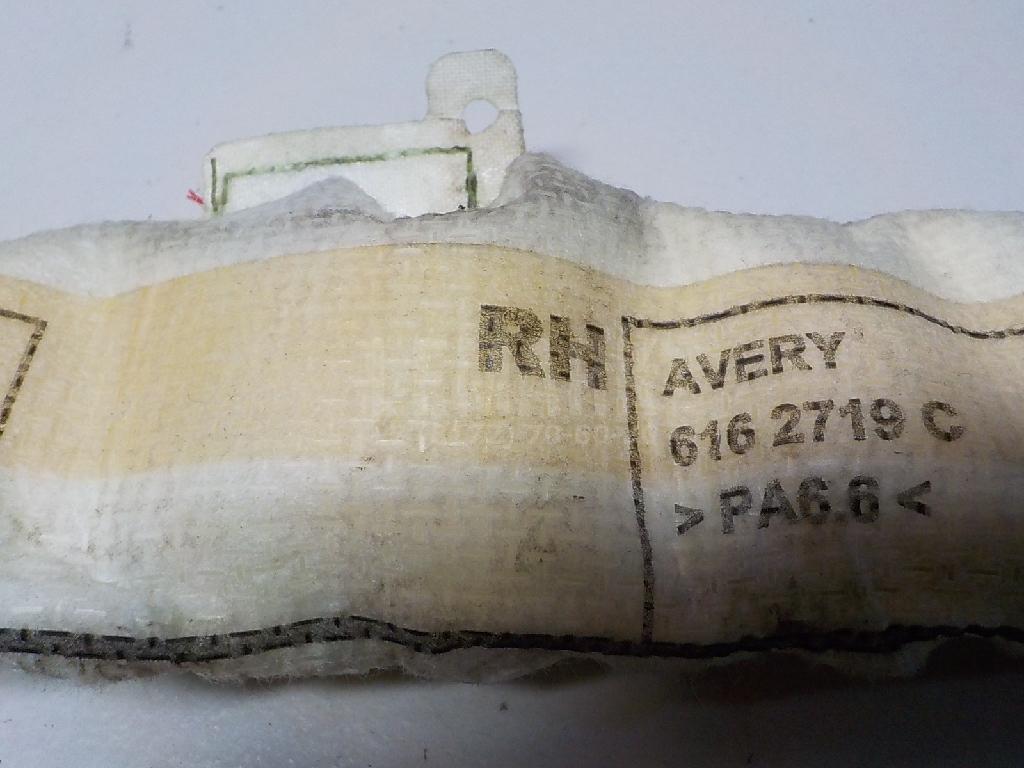 RH
AVERY
616 2719 C
> PA6.6 <